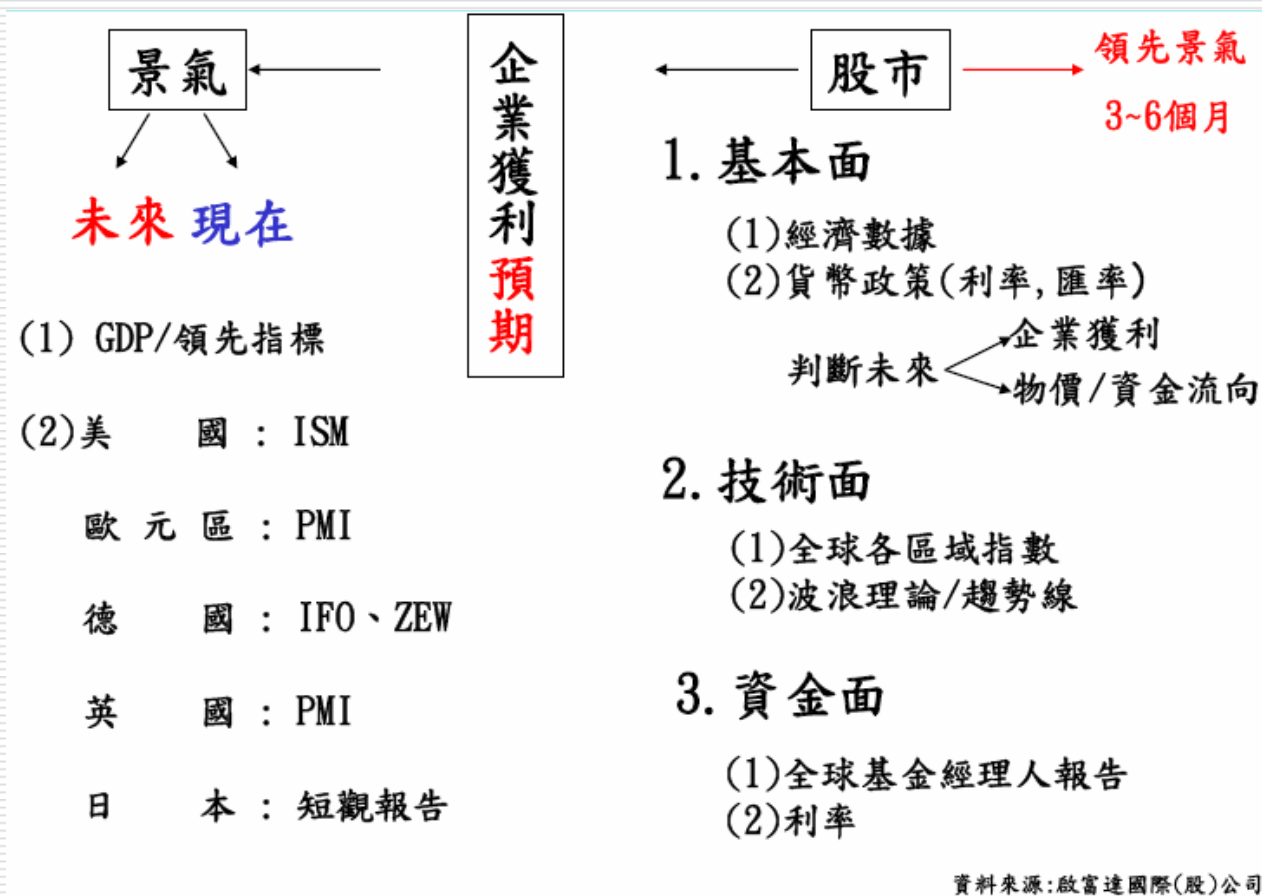 景氣
未來 現在
(1) GDP/領先指標
(2)美 國 : ISM
歐 元 區 : PMI
德 國 : IFO、ZEW
英 國 : PMI
日 本 : 短觀報告
企業獲利預期
股市
領先景氣
3~6個月
1. 基本面
(1)經濟數據
(2)貨幣政策(利率,匯率)
判斷未來
企業獲利
物價/資金流向
2. 技術面
(1)全球各區域指數
(2)波浪理論/趨勢線
3. 資金面
(1)全球基金經理人報告
(2)利率
資料來源:啟富達國際(股)公司